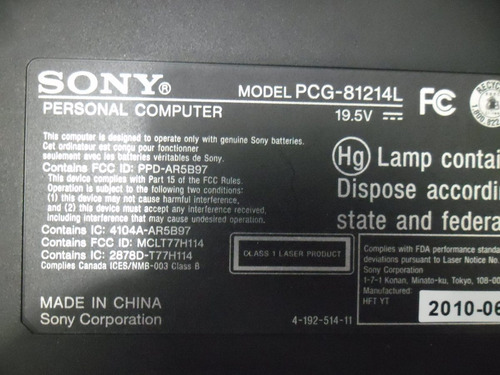 SONY®
MODEL PCG-81214L
PERSONAL COMPUTER
19.5V
FC
This computer is designed to operate only with genuine Sony batteries.
Cet ordinateur est conçu pour fonctionner
seulement avec les batteries véritables de Sony.
Contains FCC ID: PPD-AR5B97
This device complies with Part 15 of the FCC Rules.
Operation is subject to the following two conditions:
(1) this device may not cause harmful interference,
and (2) this device must accept any interference received,
including interference that may cause undesired operation.
Contains IC: 4104A-AR5B97
Contains FCC ID: MCLT77H114
Contains IC: 2878D-T77H114
Complies Canada ICES/NMB-003 Class B
Hg Lamp contai
Dispose accordi
state and federa
CLASS 1 LASER PRODUCT
Complies with FDA performance standar
deviations pursuant to Laser Notice No.
Sony Corporation
1-7-1 Konan, Minato-ku, Tokyo, 108-00
Manufactured:
HFT YT
2010-06
MADE IN CHINA
Sony Corporation
4-192-514-11